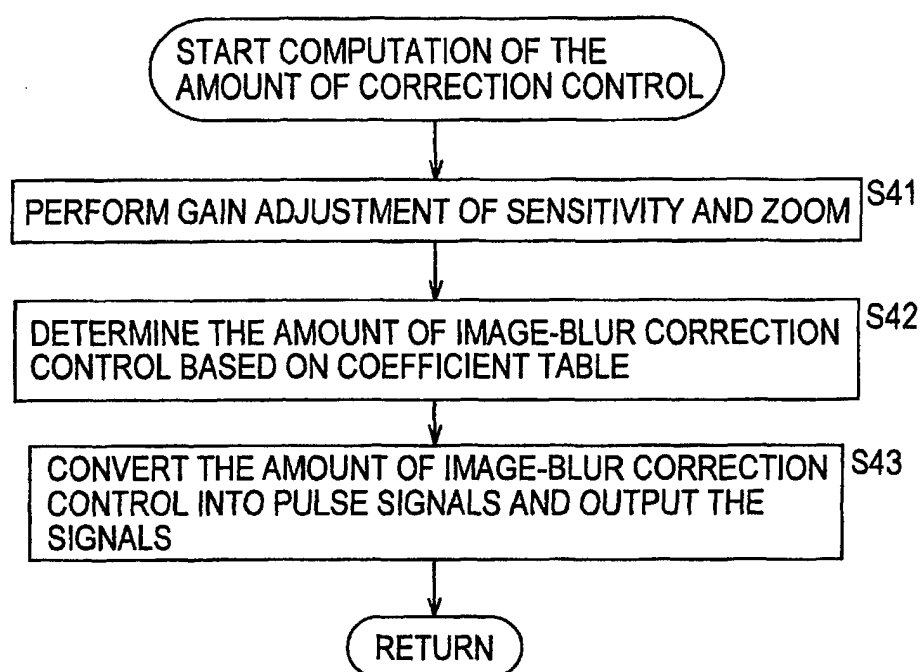 START COMPUTATION OF THE
AMOUNT OF CORRECTION CONTROL
PERFORM GAIN ADJUSTMENT OF SENSITIVITY AND ZOOM
S41
DETERMINE THE AMOUNT OF IMAGE-BLUR CORRECTION
CONTROL BASED ON COEFFICIENT TABLE
S42
CONVERT THE AMOUNT OF IMAGE-BLUR CORRECTION
CONTROL INTO PULSE SIGNALS AND OUTPUT THE
SIGNALS
S43
RETURN